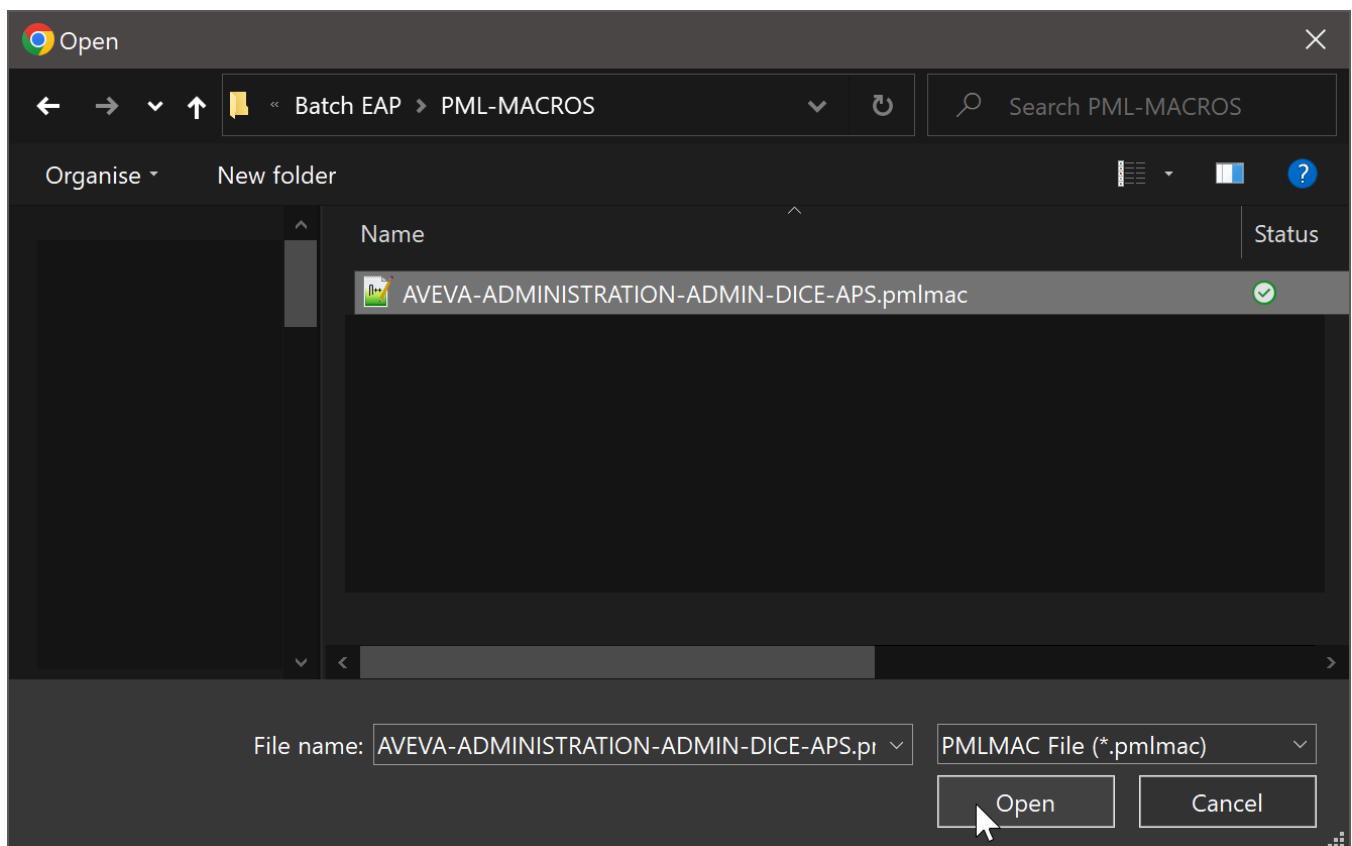 Open
« Batch EAP > PML-MACROS
Search PML-MACROS
Organise
New folder
?
Name
Status
AVEVA-ADMINISTRATION-ADMIN-DICE-APS.pmlmac
File name: AVEVA-ADMINISTRATION-ADMIN-DICE-APS.pr
PMLMAC File (*.pmlmac)
Open
Cancel